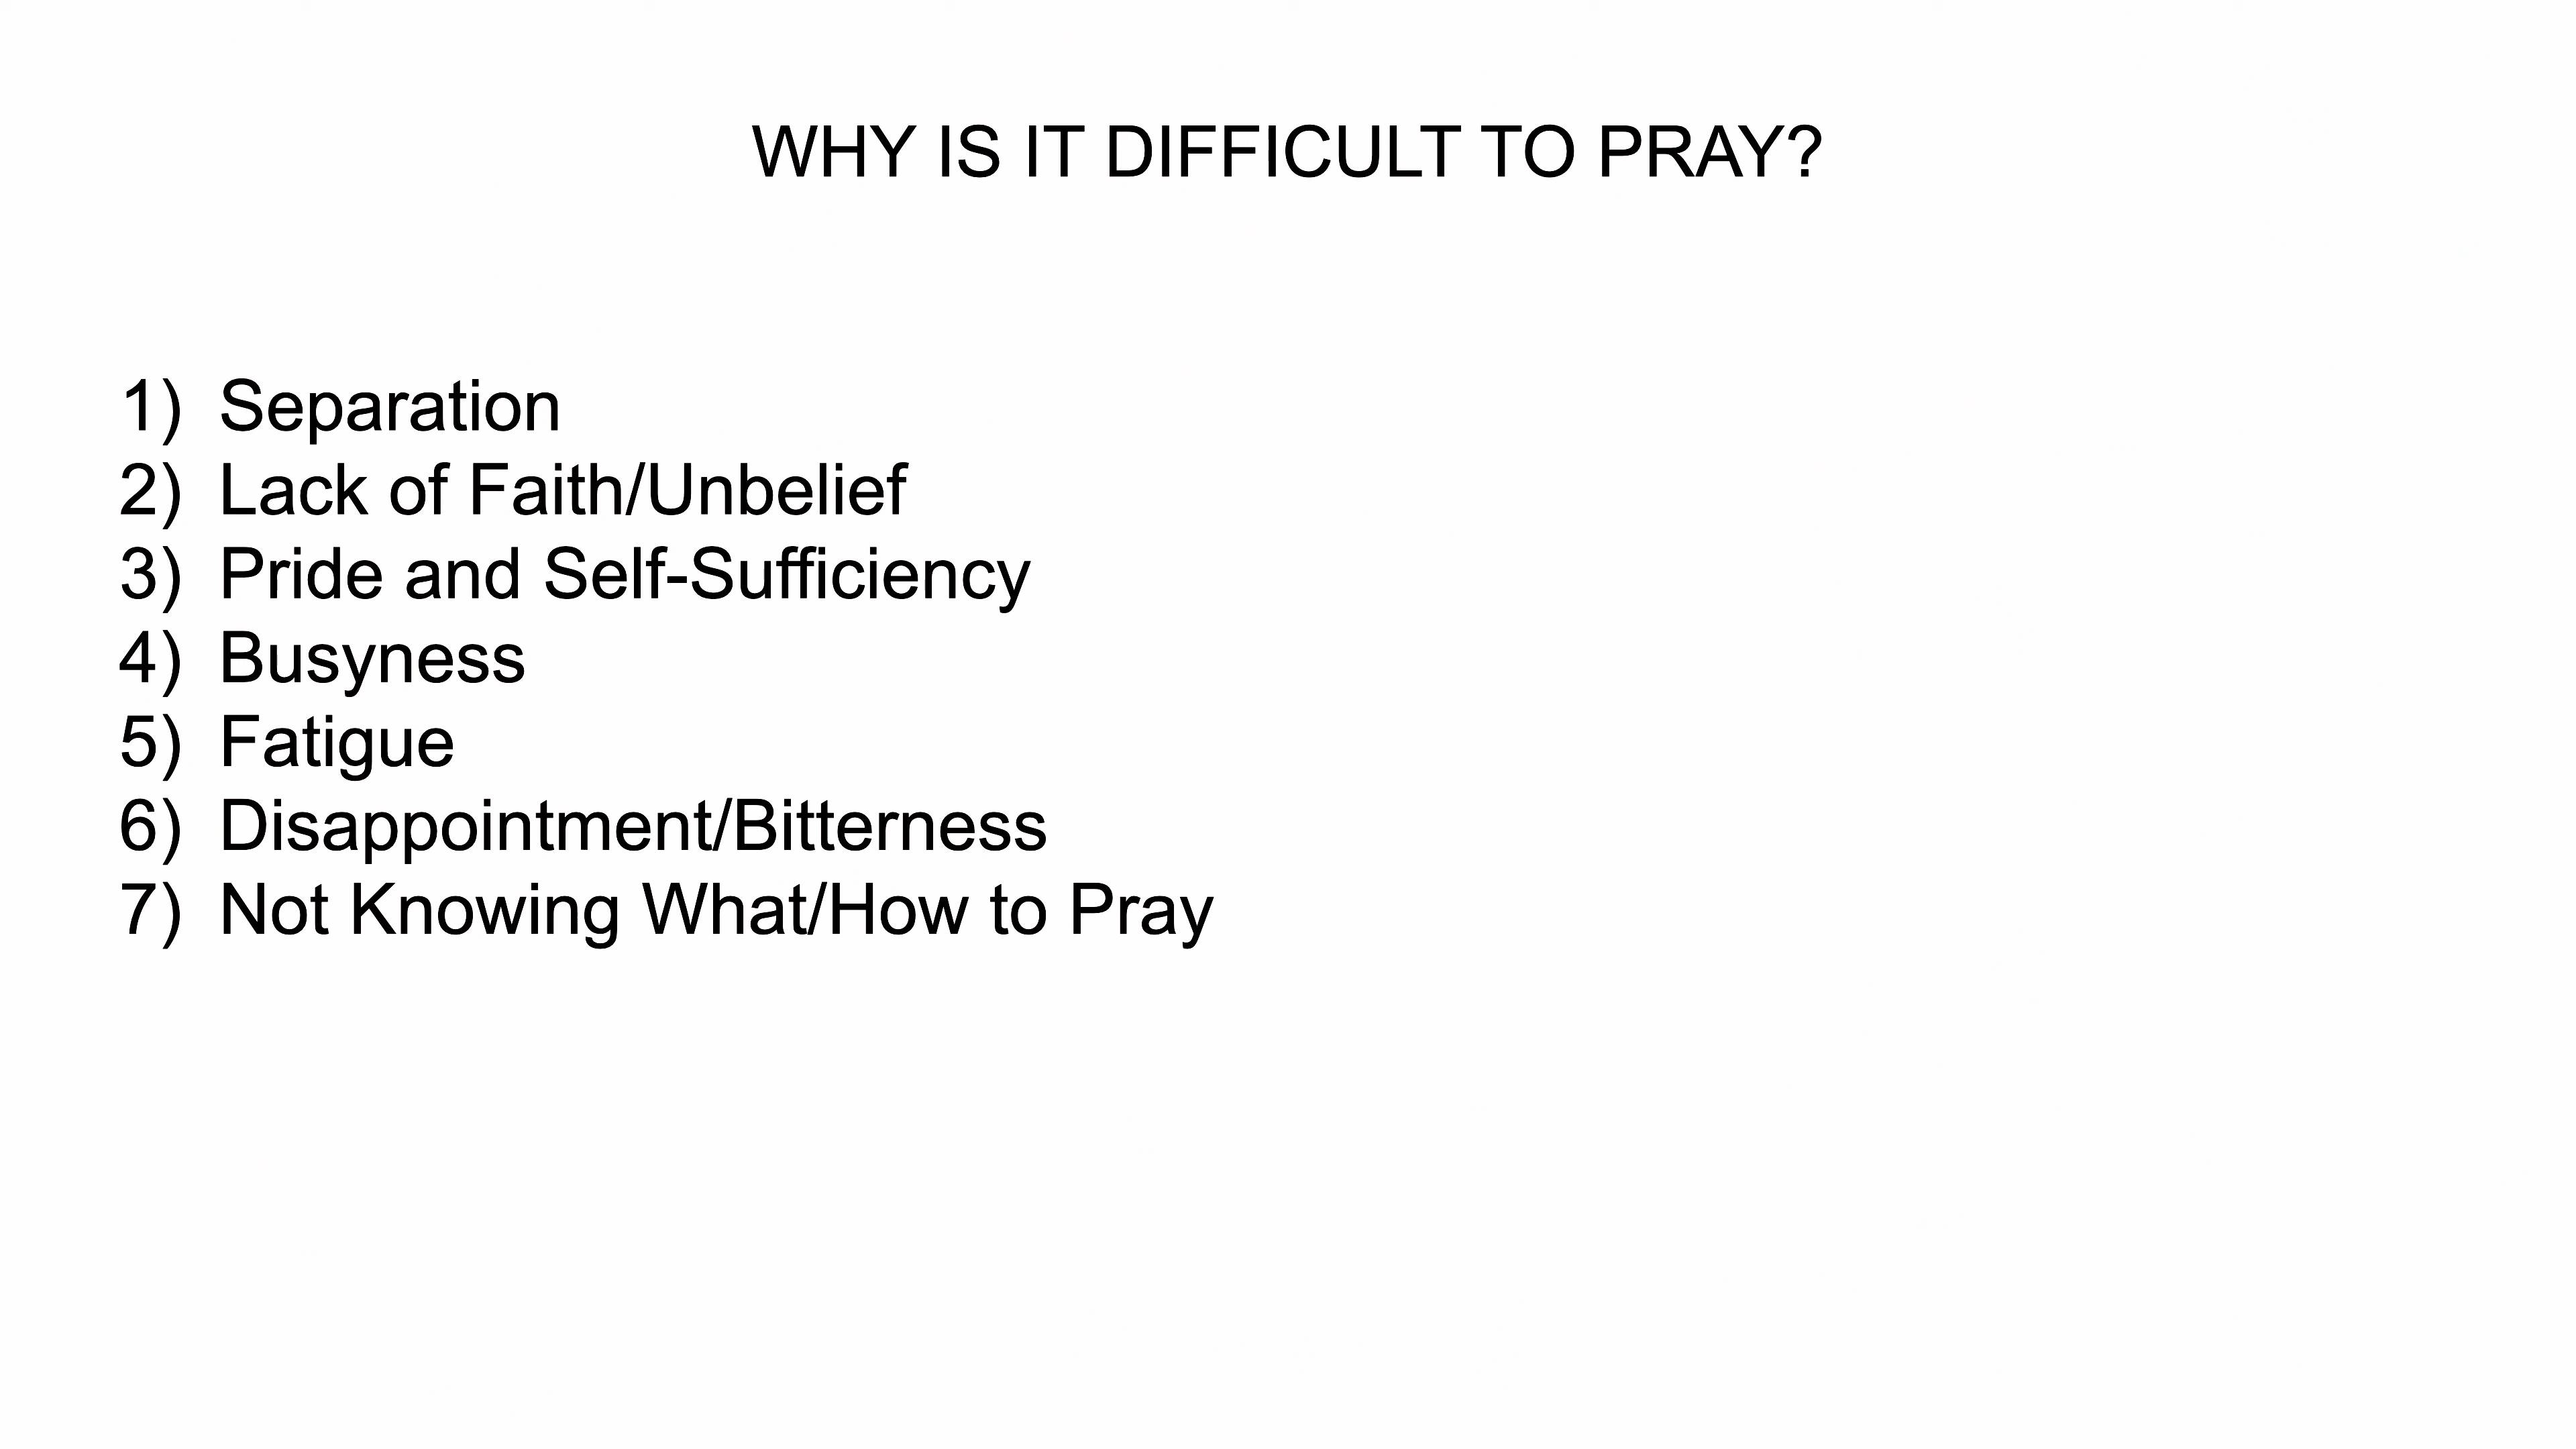 WHY IS IT DIFFICULT TO PRAY?
1) Separation
2) Lack of Faith/Unbelief
3) Pride and Self-Sufficiency
4) Busyness
5) Fatigue
6) Disappointment/Bitterness
7) Not Knowing What/How to Pray